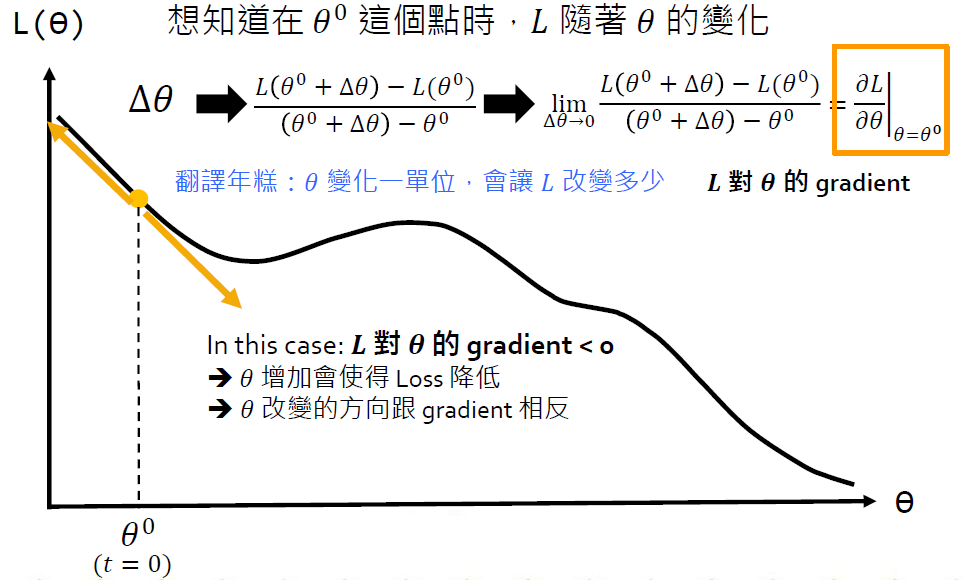 L(θ)
想知道在 θ⁰ 這個點時，L 隨著 θ 的變化
Δθ ➡ (L(θ⁰ + Δθ) − L(θ⁰)) / ((θ⁰ + Δθ) − θ⁰) ➡ lim_{Δθ→0} (L(θ⁰ + Δθ) − L(θ⁰)) / ((θ⁰ + Δθ) − θ⁰) = ∂L/∂θ |_{θ=θ⁰}
翻譯年糕：θ 變化一單位，會讓 L 改變多少
L 對 θ 的 gradient
In this case: L 對 θ 的 gradient < 0
➔ θ 增加會使得 Loss 降低
➔ θ 改變的方向跟 gradient 相反
θ
θ⁰
(t = 0)